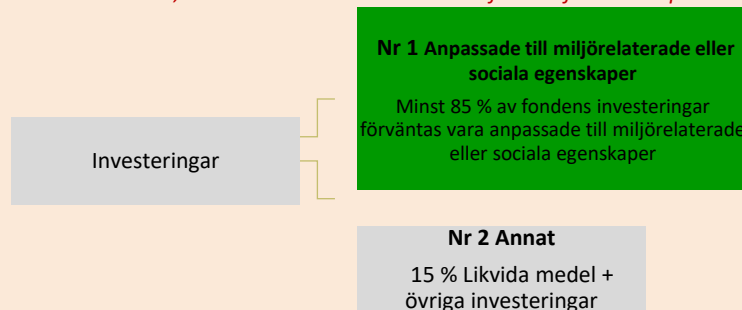 Nr 1 Anpassade till miljörelaterade eller
sociala egenskaper
Minst 85 % av fondens investeringar
förväntas vara anpassade till miljörelaterade
eller sociala egenskaper
Investeringar
Nr 2 Annat
15 % Likvida medel +
övriga investeringar